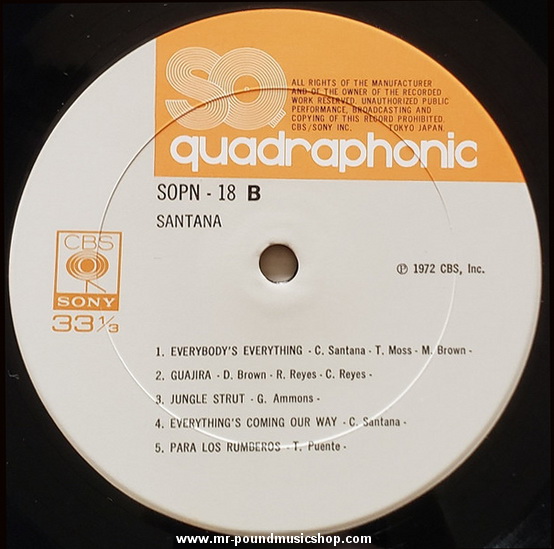 SQ
ALL RIGHTS OF THE MANUFACTURER
AND OF THE OWNER OF THE RECORDED
WORK RESERVED. UNAUTHORIZED PUBLIC
PERFORMANCE, BROADCASTING AND
COPYING OF THIS RECORD PROHIBITED.
CBS/SONY INC. TOKYO JAPAN.
quadraphonic
SOPN - 18 B
SANTANA
CBS
SONY
33 1/3
℗ 1972 CBS, Inc.
1. EVERYBODY'S EVERYTHING - C. Santana - T. Moss - M. Brown -
2. GUAJIRA - D. Brown - R. Reyes - C. Reyes -
3. JUNGLE STRUT - G. Ammons -
4. EVERYTHING'S COMING OUR WAY - C. Santana -
5. PARA LOS RUMBEROS - T. Puente -
www.mr-poundmusicshop.com